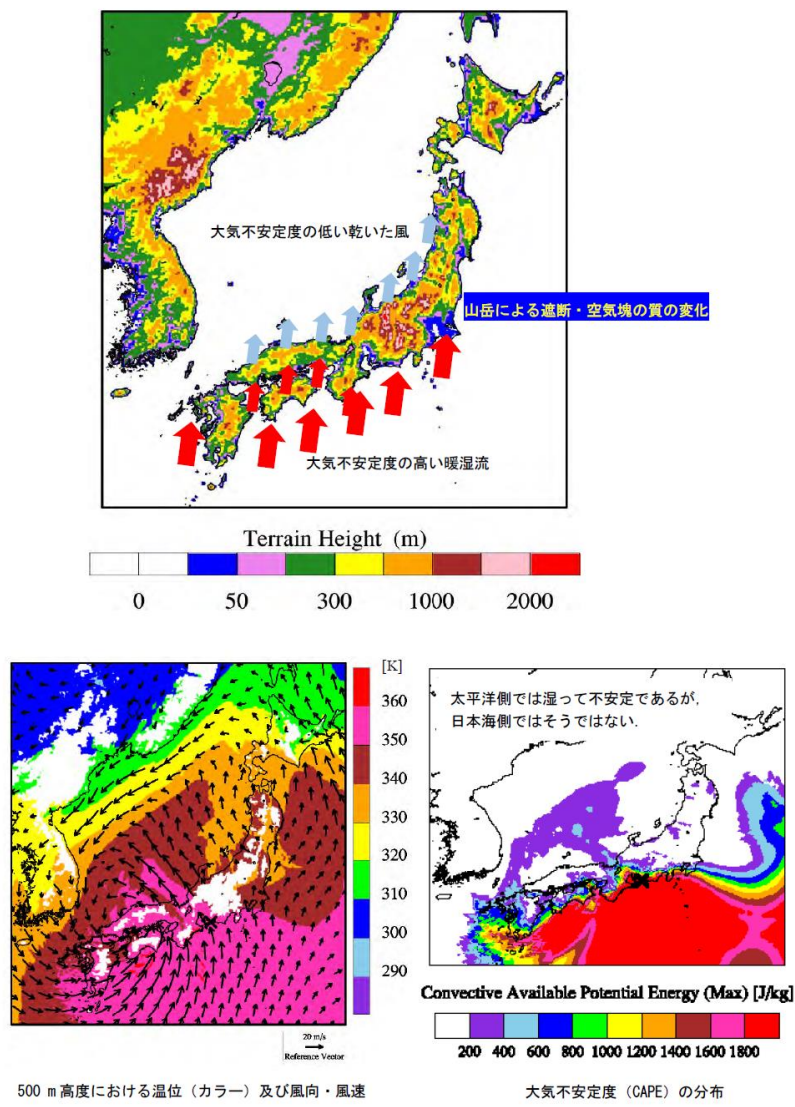 大気不安定度の低い乾いた風
山岳による遮断・空気塊の質の変化
大気不安定度の高い暖湿流
Terrain Height (m)
0 50 300 1000 2000
[K]
360
350
340
330
320
310
300
290
20 m/s
Reference Vector
500 m 高度における温位（カラー）及び風向・風速
太平洋側では湿って不安定であるが，
日本海側ではそうではない．
Convective Available Potential Energy (Max) [J/kg]
200 400 600 800 1000 1200 1400 1600 1800
大気不安定度（CAPE）の分布